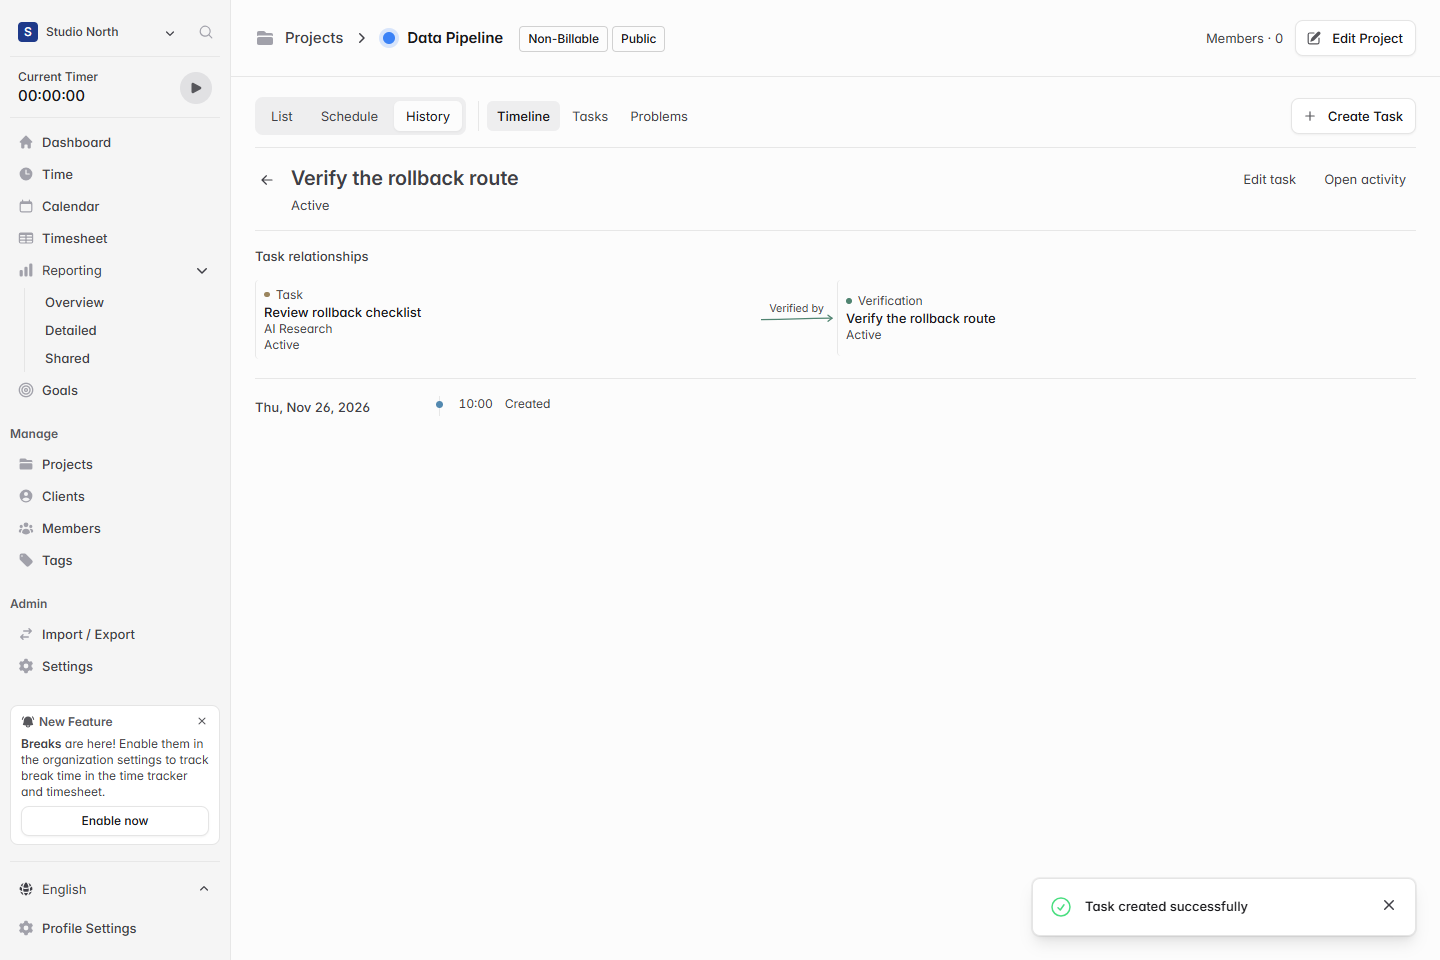 S Studio North
Current Timer
00:00:00
Dashboard
Time
Calendar
Timesheet
Reporting
Overview
Detailed
Shared
Goals
Manage
Projects
Clients
Members
Tags
Admin
Import / Export
Settings
New Feature
Breaks are here! Enable them in
the organization settings to track
break time in the time tracker
and timesheet.
Enable now
English
Profile Settings
Projects Data Pipeline Non-Billable Public Members · 0 Edit Project
List Schedule History Timeline Tasks Problems Create Task
Verify the rollback route Edit task Open activity
Active
Task relationships
Task
Review rollback checklist
AI Research
Active
Verified by
Verification
Verify the rollback route
Active
Thu, Nov 26, 2026 10:00 Created
Task created successfully